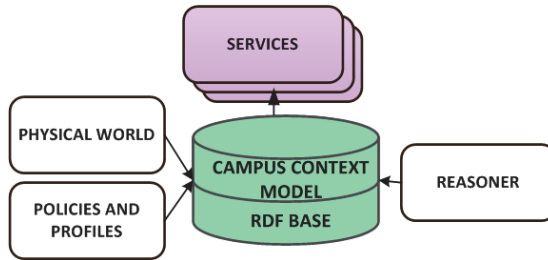 SERVICES
PHYSICAL WORLD
POLICIES AND
PROFILES
CAMPUS CONTEXT
MODEL
RDF BASE
REASONER